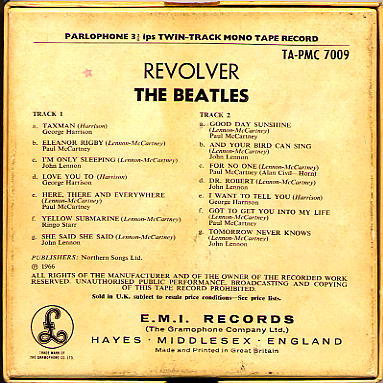 PARLOPHONE 3¾ ips TWIN-TRACK MONO TAPE RECORD
TA-PMC 7009
REVOLVER
THE BEATLES
TRACK 1
a. TAXMAN (Harrison)
George Harrison
b. ELEANOR RIGBY (Lennon-McCartney)
Paul McCartney
c. I'M ONLY SLEEPING (Lennon-McCartney)
John Lennon
d. LOVE YOU TO (Harrison)
George Harrison
e. HERE, THERE AND EVERYWHERE
(Lennon-McCartney)
Paul McCartney
f. YELLOW SUBMARINE (Lennon-McCartney)
Ringo Starr
g. SHE SAID SHE SAID (Lennon-McCartney)
John Lennon
TRACK 2
a. GOOD DAY SUNSHINE
(Lennon-McCartney)
Paul McCartney
b. AND YOUR BIRD CAN SING
(Lennon-McCartney)
John Lennon
c. FOR NO ONE (Lennon-McCartney)
Paul McCartney (Alan Civil—Horn)
d. DR. ROBERT (Lennon-McCartney)
John Lennon
e. I WANT TO TELL YOU (Harrison)
George Harrison
f. GOT TO GET YOU INTO MY LIFE
(Lennon-McCartney)
Paul McCartney
g. TOMORROW NEVER KNOWS
(Lennon-McCartney)
John Lennon
PUBLISHERS: Northern Songs Ltd.
℗ 1966
ALL RIGHTS OF THE MANUFACTURER AND OF THE OWNER OF THE RECORDED WORK
RESERVED. UNAUTHORISED PUBLIC PERFORMANCE, BROADCASTING AND COPYING
OF THIS TAPE RECORD PROHIBITED.
Sold in U.K. subject to resale price conditions—See price lists.
E.M.I. RECORDS
(The Gramophone Company Ltd.)
HAYES · MIDDLESEX · ENGLAND
Made and Printed in Great Britain
TRADE MARK OF
THE GRAMOPHONE CO. LTD.